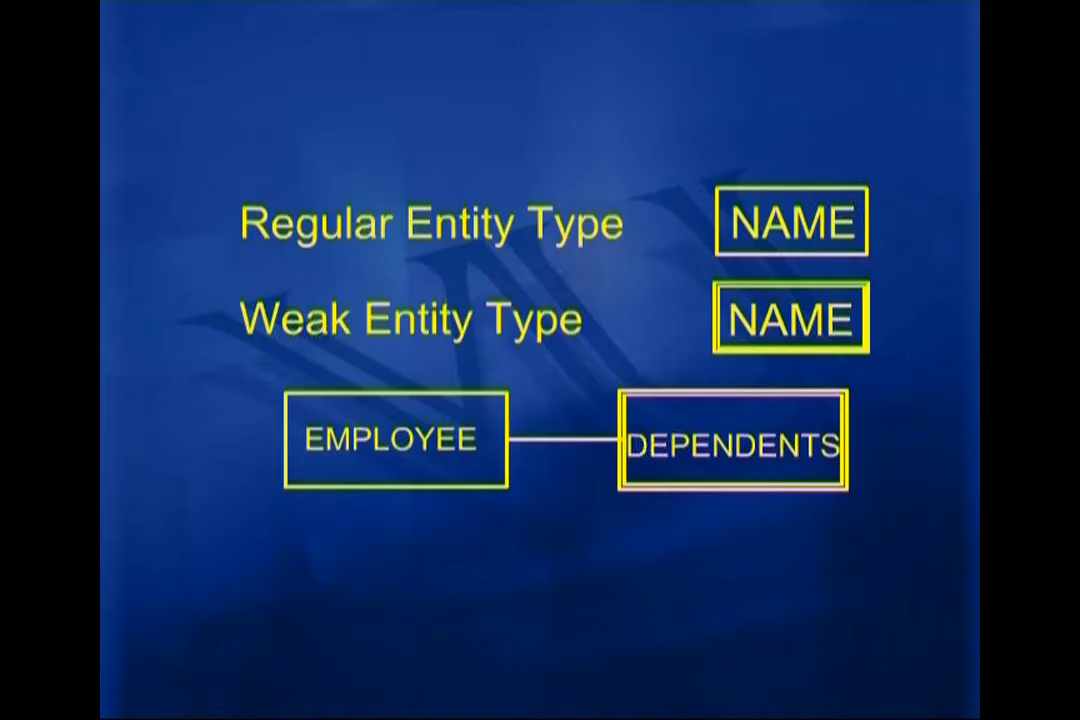 Regular Entity Type NAME
Weak Entity Type NAME
EMPLOYEE DEPENDENTS